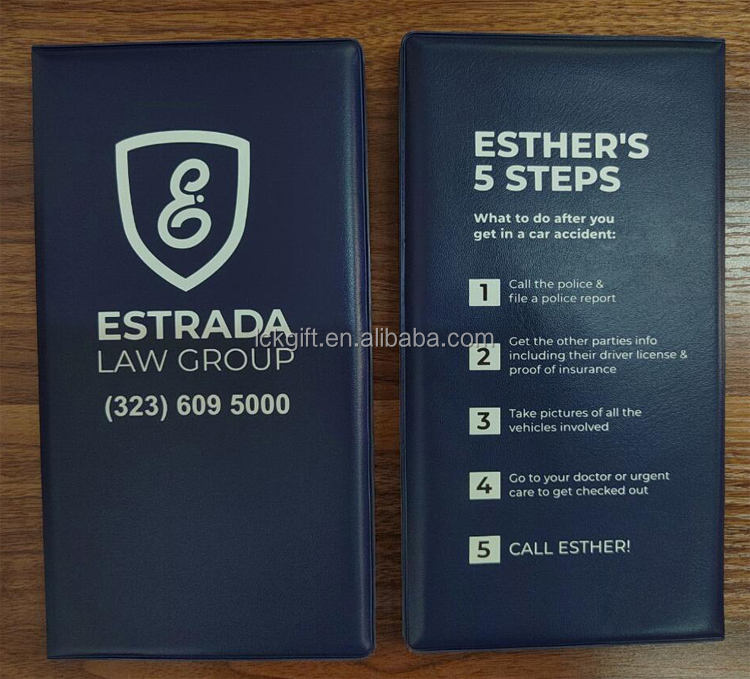 ESTRADA
LAW GROUP
(323) 609 5000
ESTHER'S
5 STEPS
What to do after you
get in a car accident:
1 Call the police &
file a police report
2 Get the other parties info
including their driver license &
proof of insurance
3 Take pictures of all the
vehicles involved
4 Go to your doctor or urgent
care to get checked out
5 CALL ESTHER!
lckgift.en.alibaba.com